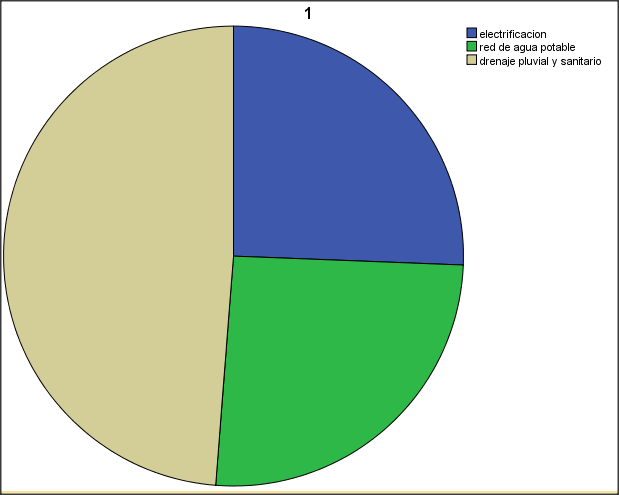 1
electrificacion
red de agua potable
drenaje pluvial y sanitario